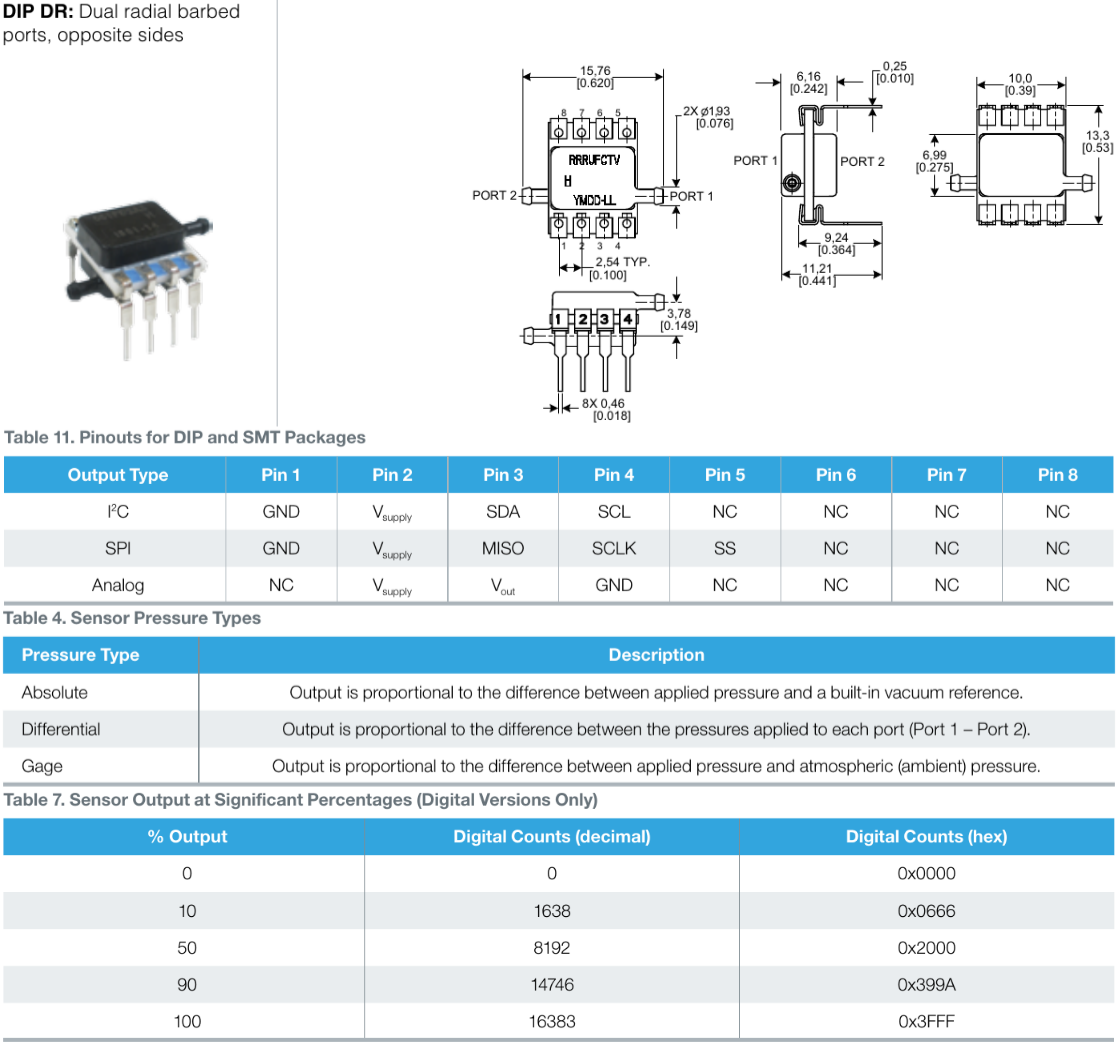 DIP DR: Dual radial barbed
ports, opposite sides
15,76
[0.620]
8 7 6 5
2X ø1,93
[0.076]
RRRUFCTV
H
YMDD-LL
PORT 2
PORT 1
1 2 3 4
2,54 TYP.
[0.100]
6,16
[0.242]
0,25
[0.010]
PORT 1
PORT 2
9,24
[0.364]
11,21
[0.441]
10,0
[0.39]
13,3
[0.53]
6,99
[0.275]
1 2 3 4
3,78
[0.149]
8X 0,46
[0.018]
Table 11. Pinouts for DIP and SMT Packages
Output Type Pin 1 Pin 2 Pin 3 Pin 4 Pin 5 Pin 6 Pin 7 Pin 8
I²C GND Vsupply SDA SCL NC NC NC NC
SPI GND Vsupply MISO SCLK SS NC NC NC
Analog NC Vsupply Vout GND NC NC NC NC
Table 4. Sensor Pressure Types
Pressure Type Description
Absolute Output is proportional to the difference between applied pressure and a built-in vacuum reference.
Differential Output is proportional to the difference between the pressures applied to each port (Port 1 – Port 2).
Gage Output is proportional to the difference between applied pressure and atmospheric (ambient) pressure.
Table 7. Sensor Output at Significant Percentages (Digital Versions Only)
% Output Digital Counts (decimal) Digital Counts (hex)
0 0 0x0000
10 1638 0x0666
50 8192 0x2000
90 14746 0x399A
100 16383 0x3FFF